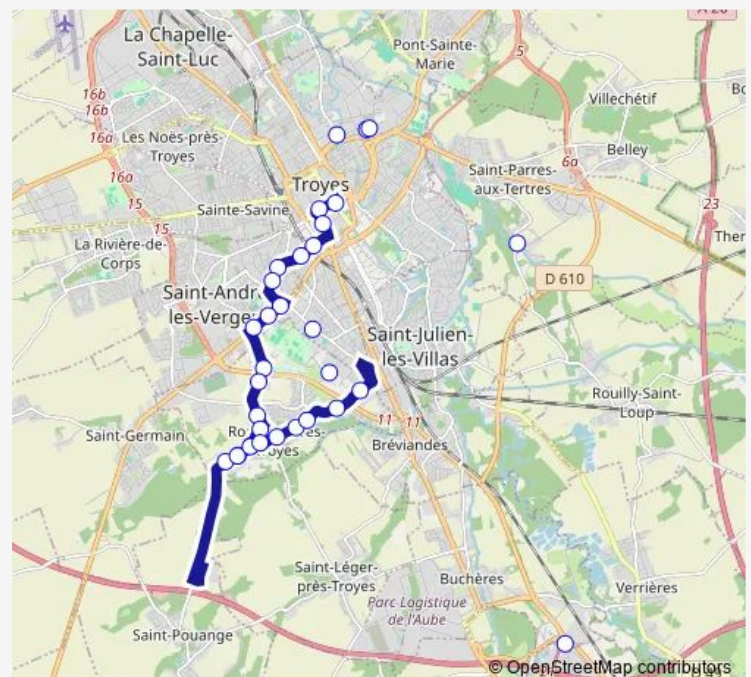 A 26
La Chapelle-
Saint-Luc
Pont-Sainte-
Marie
5
16b
16b
16a
Villechétif
Les Noës-près-
Troyes
Belley
6a
Saint-Parres-
aux-Tertres
16a
Troyes
15
Sainte-Savine
23
15
La Rivière-de-
Corps
Ther
D 610
Saint-André-
les-Verge
Saint-Julien-
les-Villas
Rouilly-Saint-
Loup
11
11
Saint-Germain
Bréviandes
Saint-Léger-
près-Troyes
Buchères
Verrières
Parc Logistique
de l'Aube
Saint-Pouange
© OpenStreetMap contributors